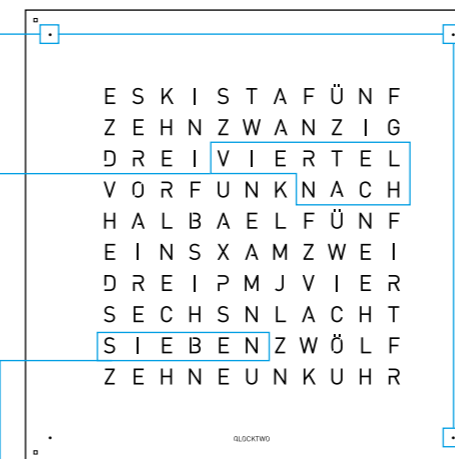 ESKISTAFÜNF
ZEHNZWANZIG
DREIVIERTEL
VORFUNKNACH
HALBAELFÜNF
EINSXAMZWEI
DREIPMJVIER
SECHSNLACHT
SIEBENZWÖLF
ZEHNEUNKUHR
QLOCKTWO